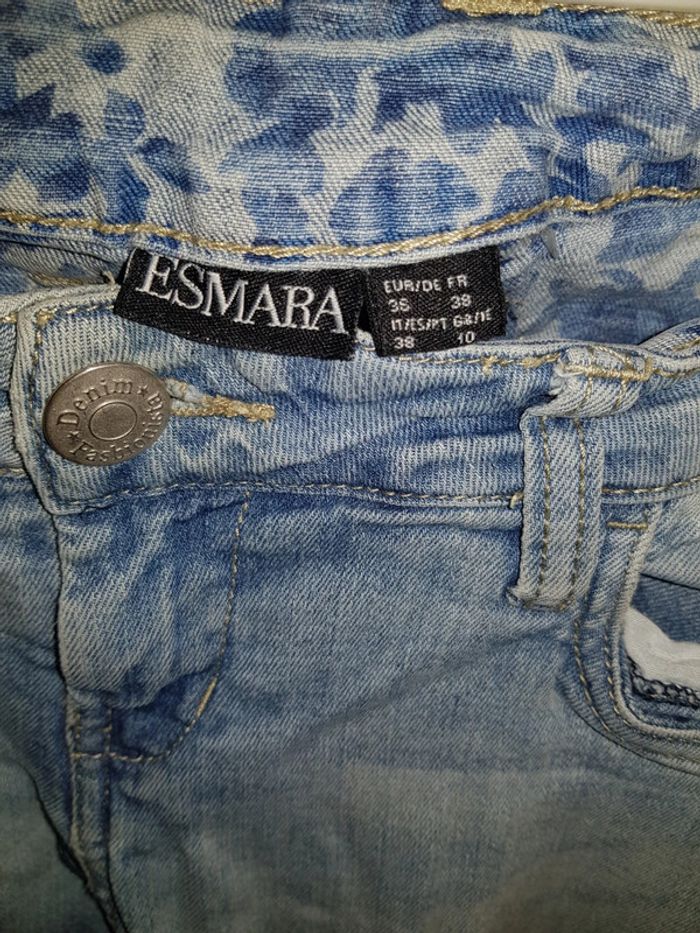 ESMARA
EUR/DE FR
36 38
IT/ES/PT GB/IE
38 10
Denim
Fashion